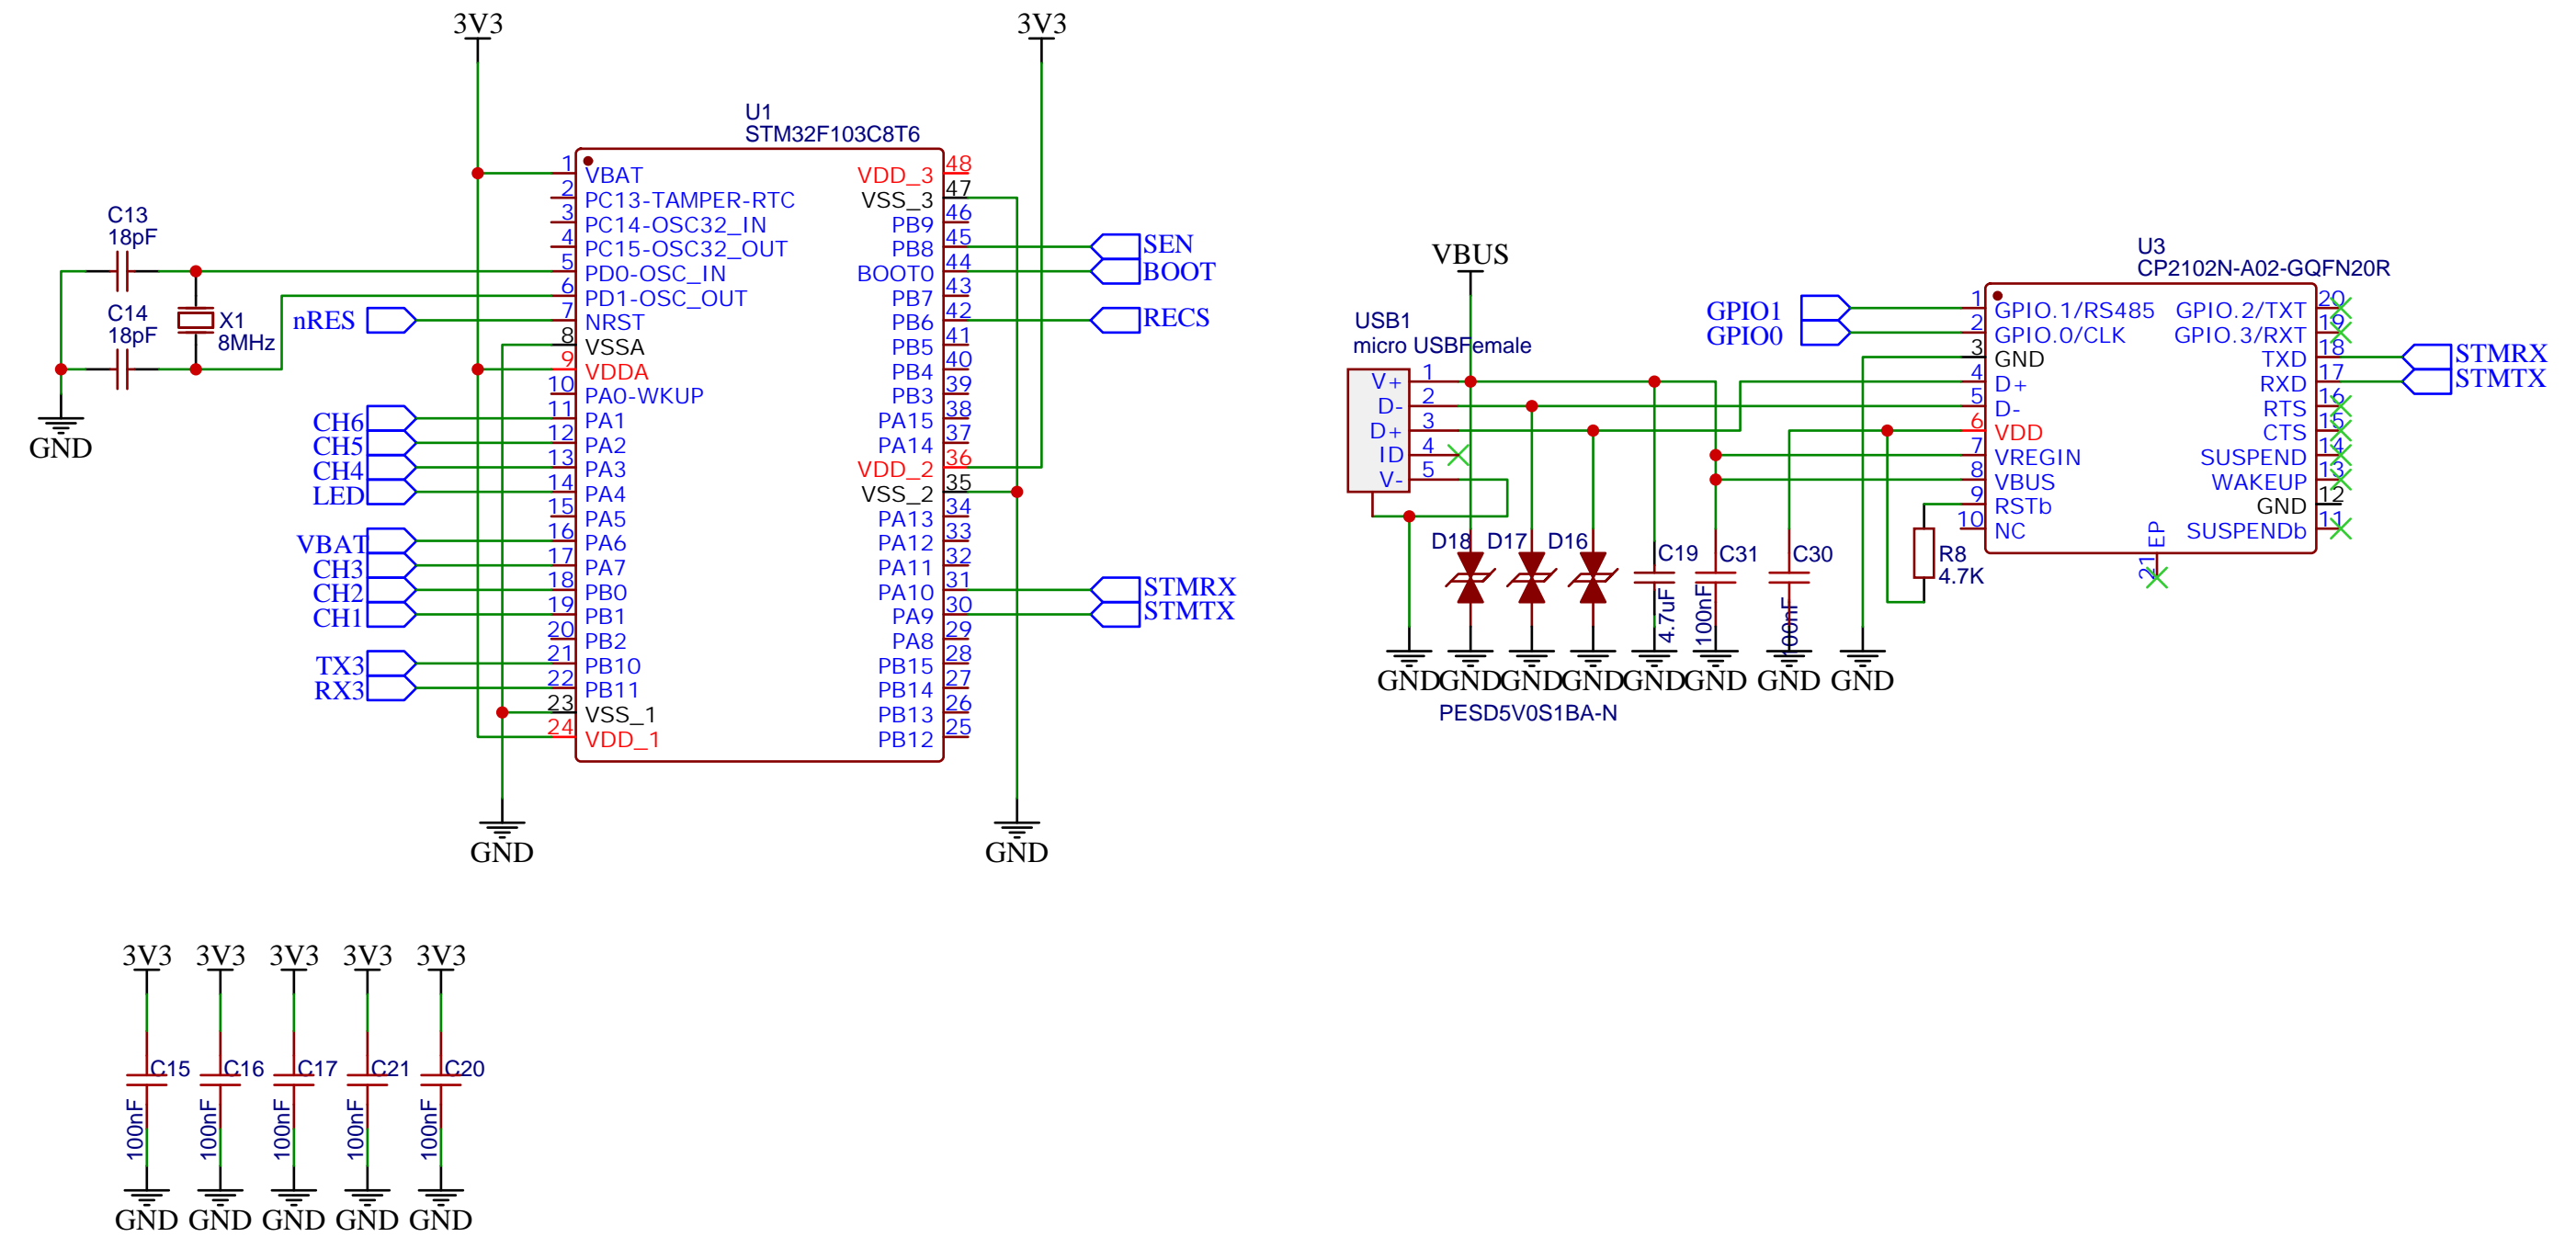 3V3
3V3
U1
STM32F103C8T6
1 VBAT
2 PC13-TAMPER-RTC
3 PC14-OSC32_IN
4 PC15-OSC32_OUT
5 PD0-OSC_IN
6 PD1-OSC_OUT
7 NRST
8 VSSA
9 VDDA
10 PA0-WKUP
11 PA1
12 PA2
13 PA3
14 PA4
15 PA5
16 PA6
17 PA7
18 PB0
19 PB1
20 PB2
21 PB10
22 PB11
23 VSS_1
24 VDD_1
VDD_3 48
VSS_3 47
PB9 46
PB8 45
BOOT0 44
PB7 43
PB6 42
PB5 41
PB4 40
PB3 39
PA15 38
PA14 37
VDD_2 36
VSS_2 35
PA13 34
PA12 33
PA11 32
PA10 31
PA9 30
PA8 29
PB15 28
PB14 27
PB13 26
PB12 25
C13
18pF
C14
18pF
X1
8MHz
GND
nRES
CH6
CH5
CH4
LED
VBAT
CH3
CH2
CH1
TX3
RX3
SEN
BOOT
RECS
STMRX
STMTX
GND
GND
VBUS
USB1
micro USBFemale
V+ 1
D- 2
D+ 3
ID 4
V- 5
D18
D17
D16
C19
4.7uF
C31
100nF
C30
100nF
GND
GND
GND
GND
GND
GND
GND
GND
PESD5V0S1BA-N
U3
CP2102N-A02-GQFN20R
GPIO1
GPIO0
1 GPIO.1/RS485
2 GPIO.0/CLK
3 GND
4 D+
5 D-
6 VDD
7 VREGIN
8 VBUS
9 RSTb
10 NC
GPIO.2/TXT 20
GPIO.3/RXT 19
TXD 18
RXD 17
RTS 16
CTS 15
SUSPEND 14
WAKEUP 13
GND 12
SUSPENDb 11
EP 21
R8
4.7K
STMRX
STMTX
3V3
3V3
3V3
3V3
3V3
C15
C16
C17
C21
C20
100nF
100nF
100nF
100nF
100nF
GND
GND
GND
GND
GND